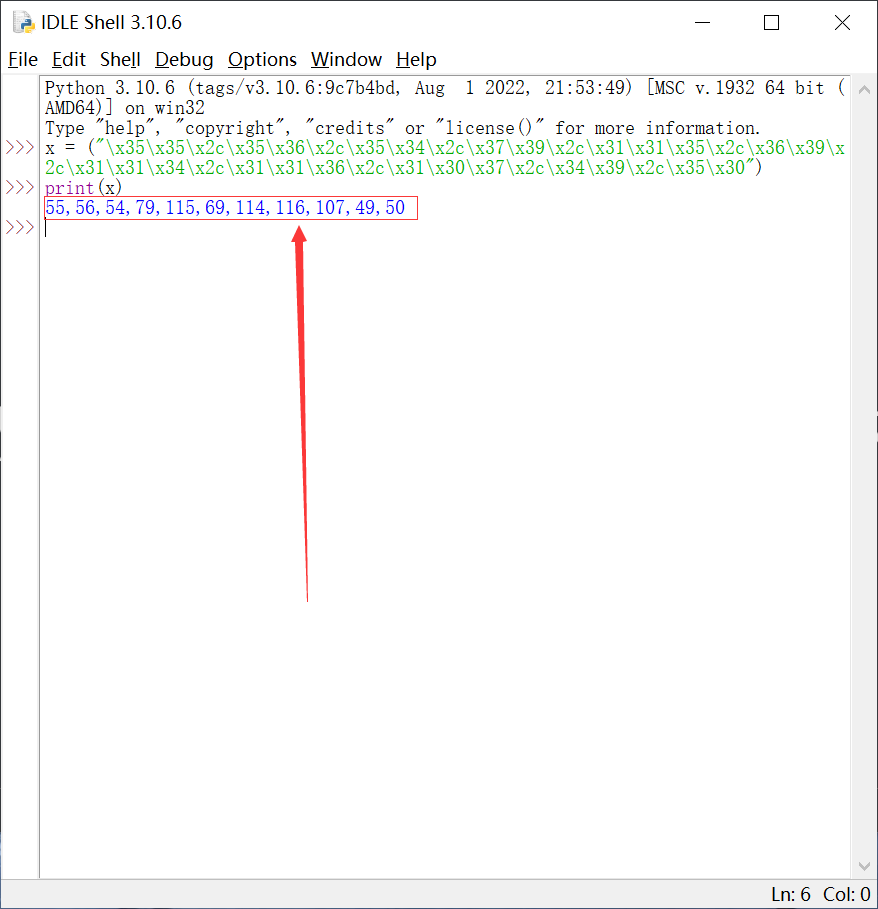 IDLE Shell 3.10.6
File Edit Shell Debug Options Window Help
Python 3.10.6 (tags/v3.10.6:9c7b4bd, Aug  1 2022, 21:53:49) [MSC v.1932 64 bit (
AMD64)] on win32
Type "help", "copyright", "credits" or "license()" for more information.
>>> x = ("\x35\x35\x2c\x35\x36\x2c\x35\x34\x2c\x37\x39\x2c\x31\x31\x35\x2c\x36\x39\x
2c\x31\x31\x34\x2c\x31\x31\x36\x2c\x31\x30\x37\x2c\x34\x39\x2c\x35\x30")
>>> print(x)
55,56,54,79,115,69,114,116,107,49,50
>>>
Ln: 6 Col: 0